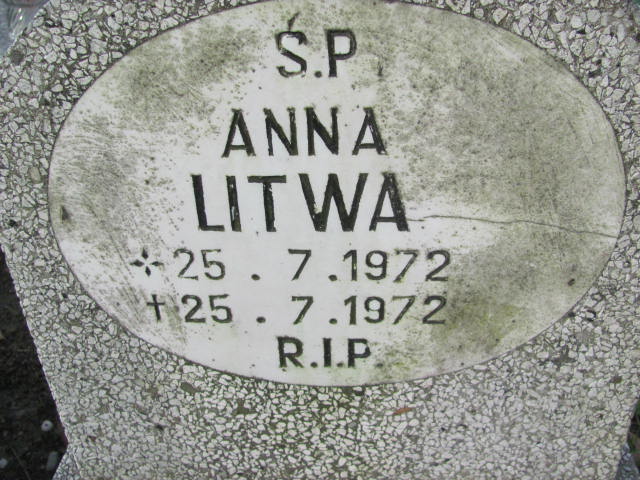 Ś.P
ANNA
LITWA
* 25 . 7 . 1972
† 25 . 7 . 1972
R.I.P.